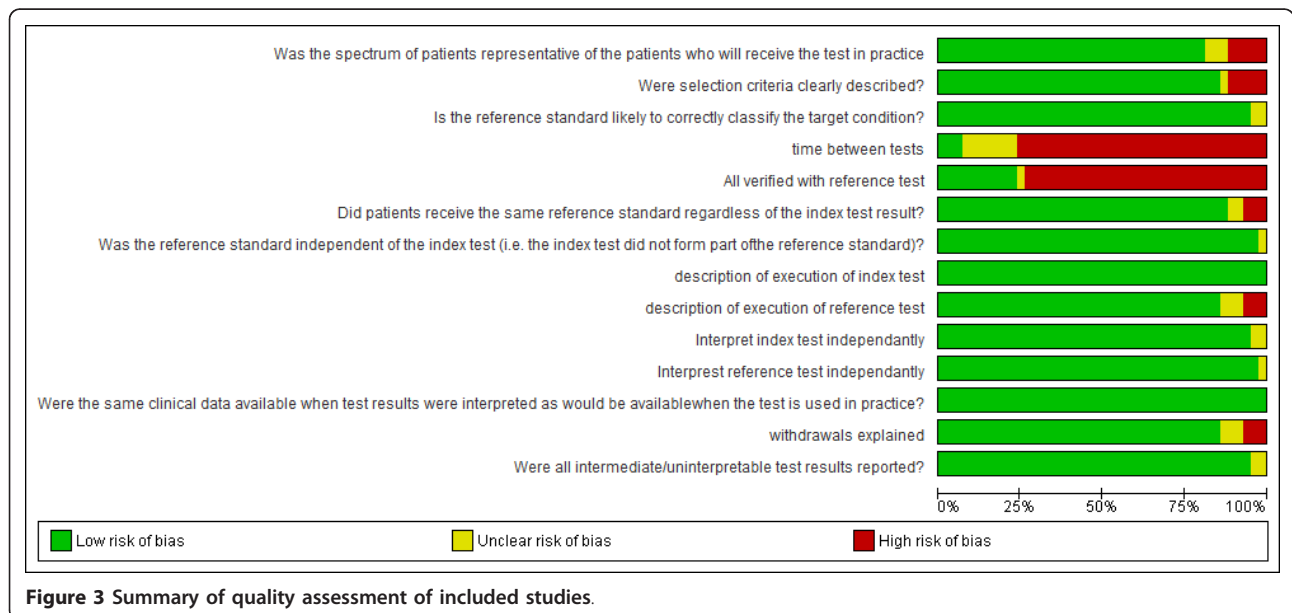 Was the spectrum of patients representative of the patients who will receive the test in practice
Were selection criteria clearly described?
Is the reference standard likely to correctly classify the target condition?
time between tests
All verified with reference test
Did patients receive the same reference standard regardless of the index test result?
Was the reference standard independent of the index test (i.e. the index test did not form part ofthe reference standard)?
description of execution of index test
description of execution of reference test
Interpret index test independantly
Interprest reference test independantly
Were the same clinical data available when test results were interpreted as would be availablewhen the test is used in practice?
withdrawals explained
Were all intermediate/uninterpretable test results reported?
0% 25% 50% 75% 100%
Low risk of bias Unclear risk of bias High risk of bias
Figure 3 Summary of quality assessment of included studies.